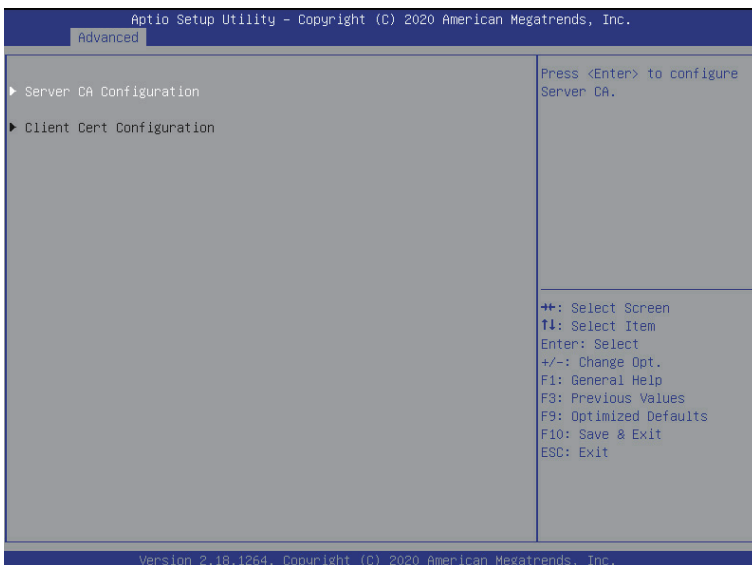 Aptio Setup Utility – Copyright (C) 2020 American Megatrends, Inc.
Advanced
▶ Server CA Configuration
▶ Client Cert Configuration
Press <Enter> to configure
Server CA.
→←: Select Screen
↑↓: Select Item
Enter: Select
+/-: Change Opt.
F1: General Help
F3: Previous Values
F9: Optimized Defaults
F10: Save & Exit
ESC: Exit
Version 2.18.1264. Copyright (C) 2020 American Megatrends, Inc.